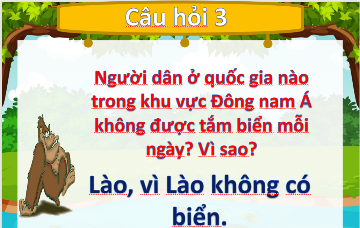 Câu hỏi 3
Người dân ở quốc gia nào
trong khu vực Đông nam Á
không được tắm biển mỗi
ngày? Vì sao?
Lào, vì Lào không có
biển.